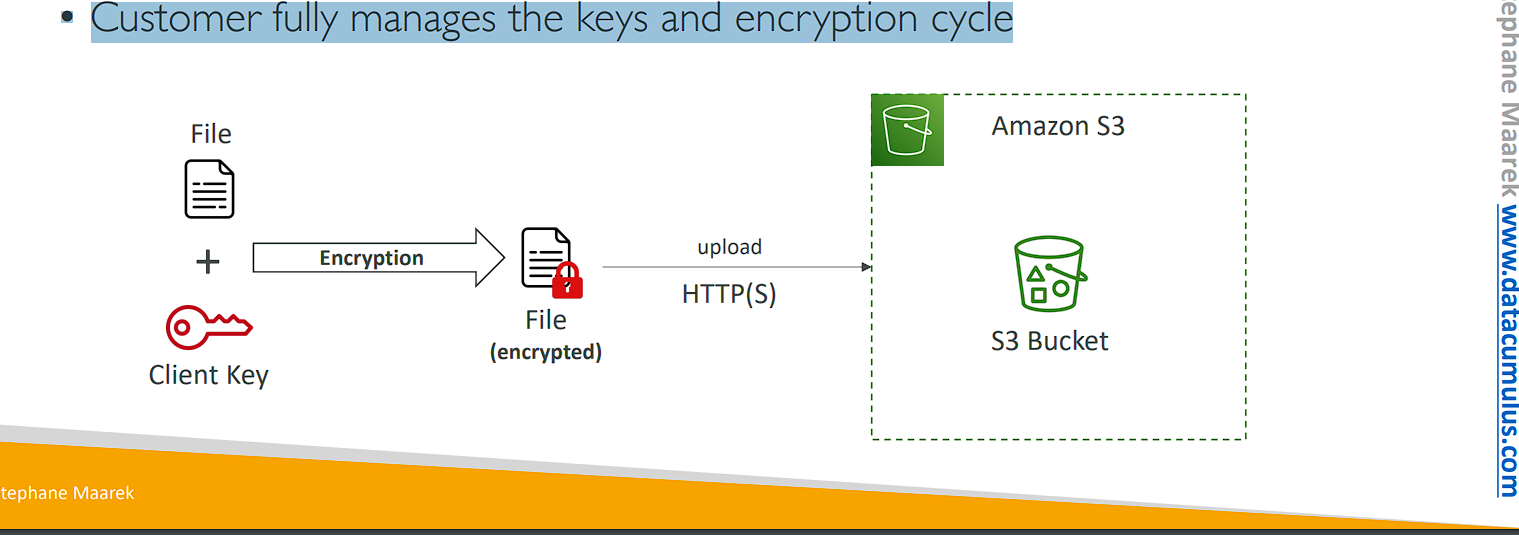 • Customer fully manages the keys and encryption cycle
File
+
Client Key
Encryption
File
(encrypted)
upload
HTTP(S)
Amazon S3
S3 Bucket
tephane Maarek
ephane Maarek www.datacumulus.com